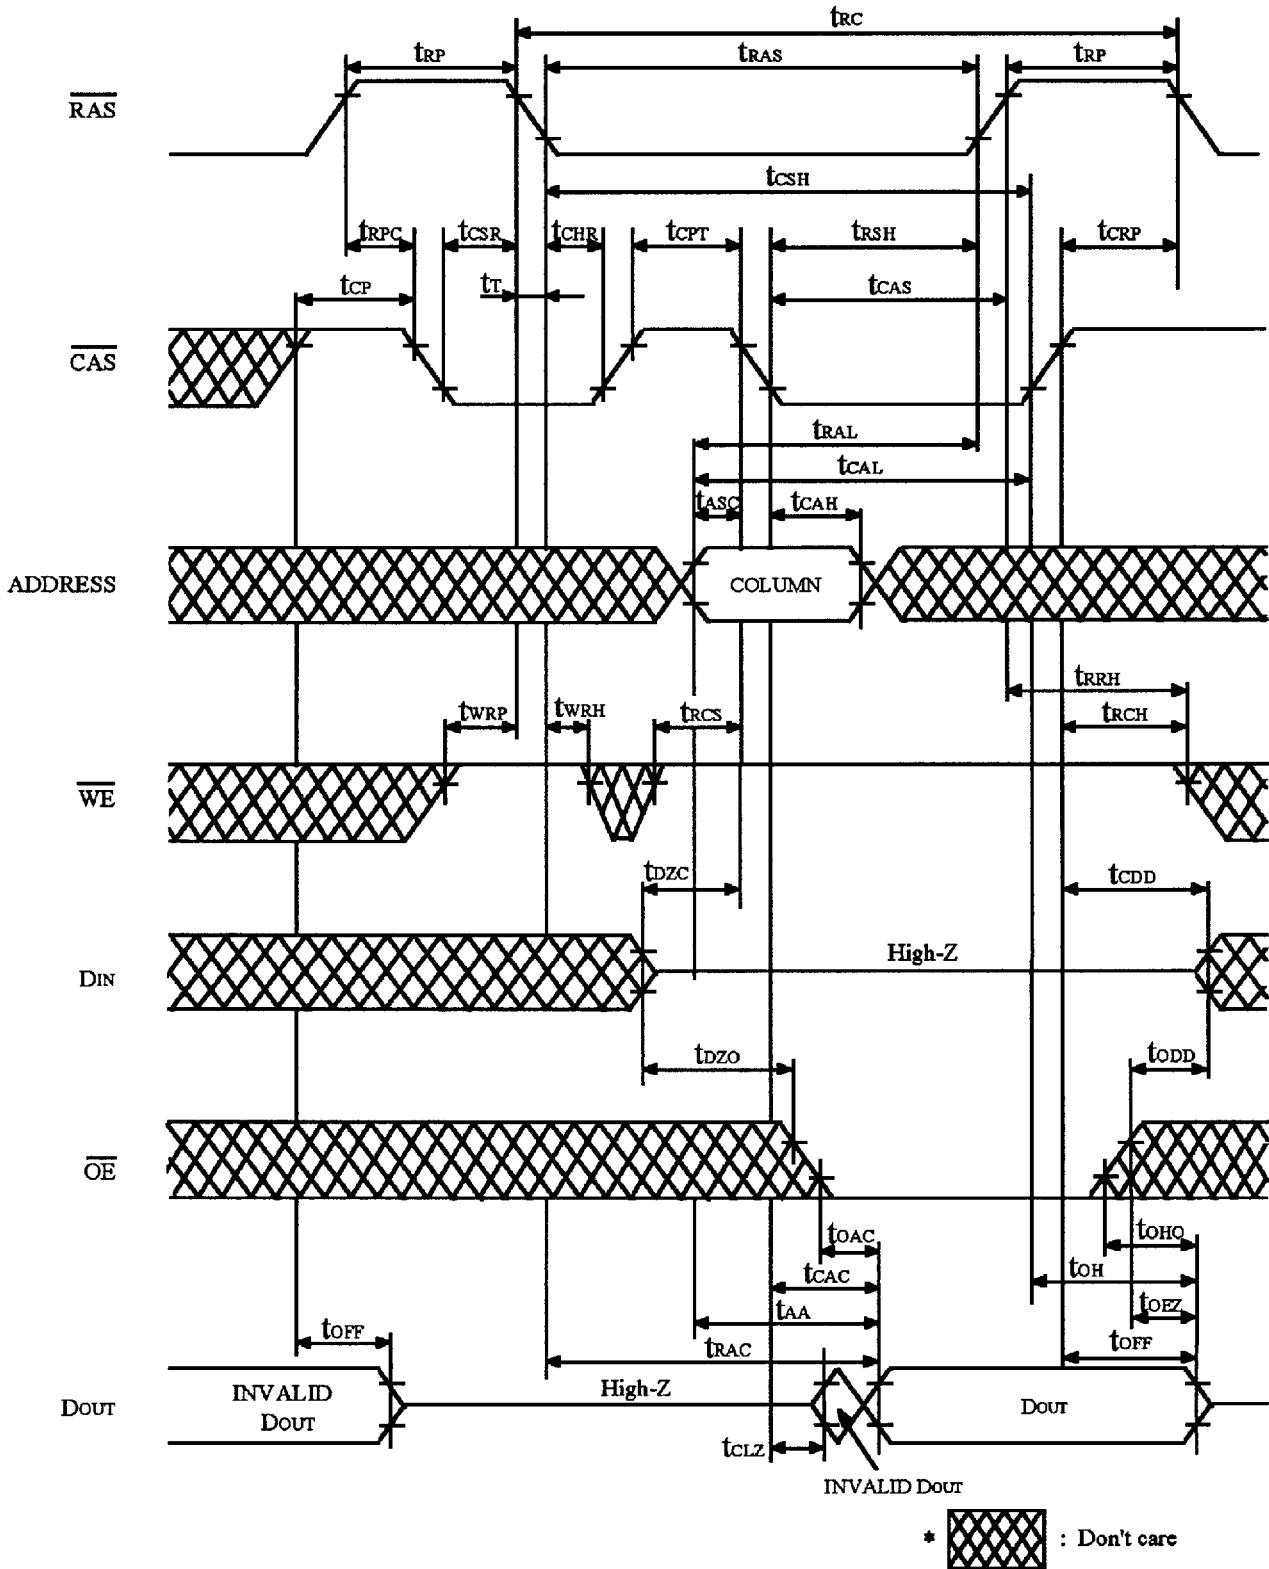 tRC
tRP tRAS tRP
RAS
tCSH
tRPC tCSR tCHR tCPT tRSH tCRP
tCP tT tCAS
CAS
tRAL
tCAL
tASC tCAH
ADDRESS COLUMN
tRRH
tWRP tWRH tRCS tRCH
WE
tDZC tCDD
DIN High-Z
tDZO tODD
OE
tOAC tOHO
tCAC tOH
tAA tOEZ
tOFF tRAC tOFF
High-Z
DOUT INVALID DOUT DOUT
tCLZ
INVALID DOUT
* : Don't care